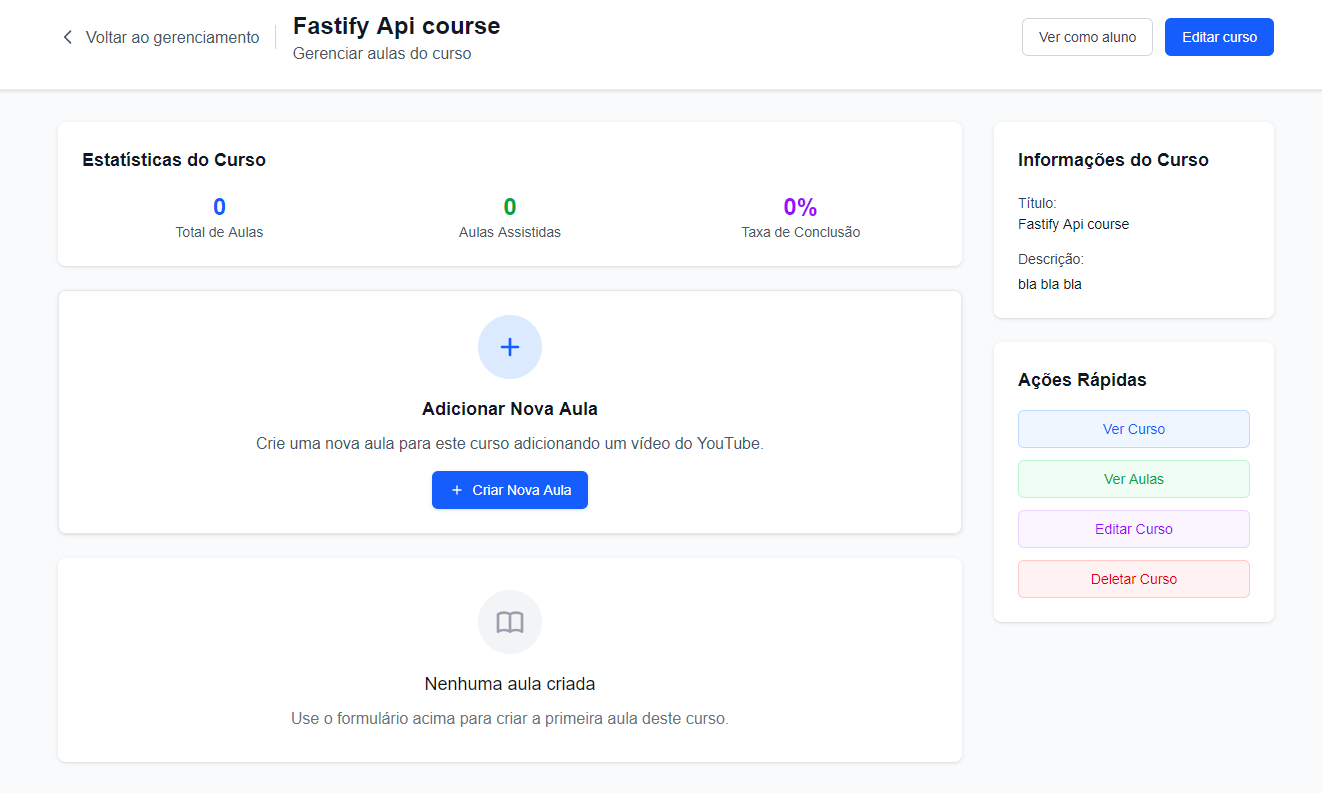 Voltar ao gerenciamento
Fastify Api course
Gerenciar aulas do curso
Ver como aluno
Editar curso
Estatísticas do Curso
0
Total de Aulas
0
Aulas Assistidas
0%
Taxa de Conclusão
Adicionar Nova Aula
Crie uma nova aula para este curso adicionando um vídeo do YouTube.
Criar Nova Aula
Nenhuma aula criada
Use o formulário acima para criar a primeira aula deste curso.
Informações do Curso
Título:
Fastify Api course
Descrição:
bla bla bla
Ações Rápidas
Ver Curso
Ver Aulas
Editar Curso
Deletar Curso